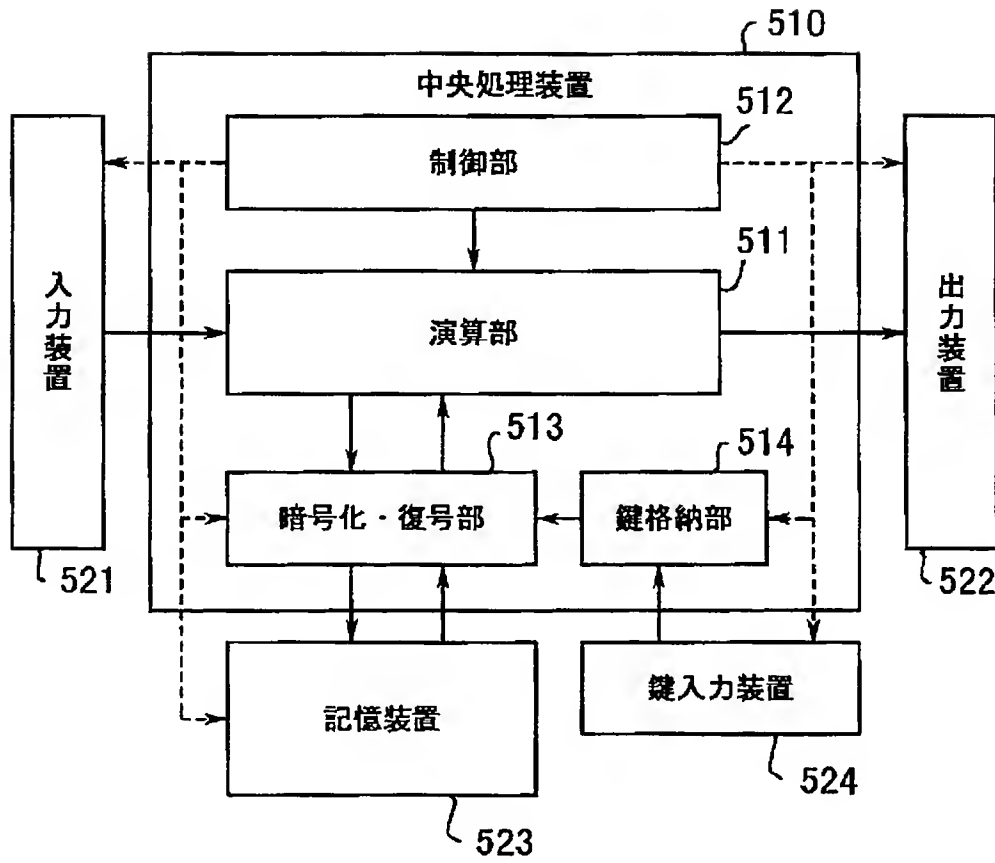 510
中央処理装置
512
制御部
511
入力装置
演算部
出力装置
513
514
暗号化・復号部
鍵格納部
521
522
記憶装置
鍵入力装置
524
523